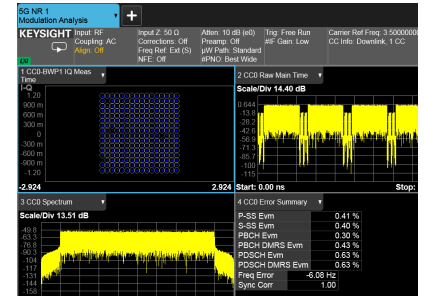 5G NR 1
Modulation Analysis
KEYSIGHT
Input: RF
Coupling: AC
Align: Off
Input Z: 50 Ω
Corrections: Off
Freq Ref: Ext (S)
NFE: Off
Atten: 10 dB (e0)
Preamp: Off
µW Path: Standard
#PNO: Best Wide
Trig: Free Run
#IF Gain: Low
Carrier Ref Freq: 3.5000000
CC Info: Downlink, 1 CC
1 CC0-BWP1 IQ Meas
Time
I-Q
1.20
900 m
600 m
300 m
0
-300 m
-600 m
-900 m
-1.20
-2.924
2.924
2 CC0 Raw Main Time
Scale/Div 14.40 dB
0.644
-13.8
-28.2
-42.6
-56.9
-71.3
-85.7
-100
-115
Start: 0.00 ns
Stop:
3 CC0 Spectrum
Scale/Div 13.51 dB
-49.8
-63.3
-76.8
-90.3
-104
-117
-131
-144
-158
4 CC0 Error Summary
P-SS Evm 0.41 %
S-SS Evm 0.40 %
PBCH Evm 0.30 %
PBCH DMRS Evm 0.43 %
PDSCH Evm 0.63 %
PDSCH DMRS Evm 0.63 %
Freq Error -6.08 Hz
Sync Corr 1.00